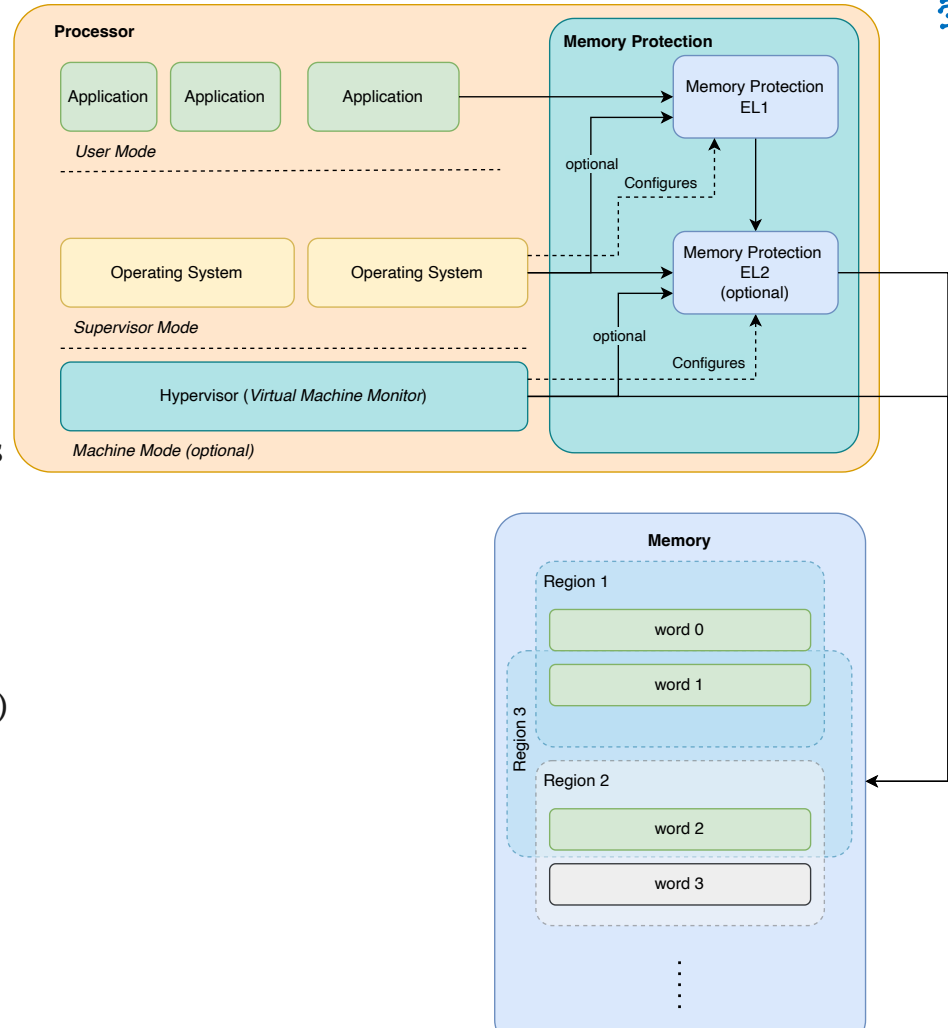 Processor
Memory Protection
Application
Application
Application
Memory Protection
EL1
User Mode
optional
Configures
Operating System
Operating System
Memory Protection
EL2
(optional)
Supervisor Mode
optional
Configures
Hypervisor (Virtual Machine Monitor)
Machine Mode (optional)
s
)
Memory
Region 1
word 0
word 1
Region 3
Region 2
word 2
word 3